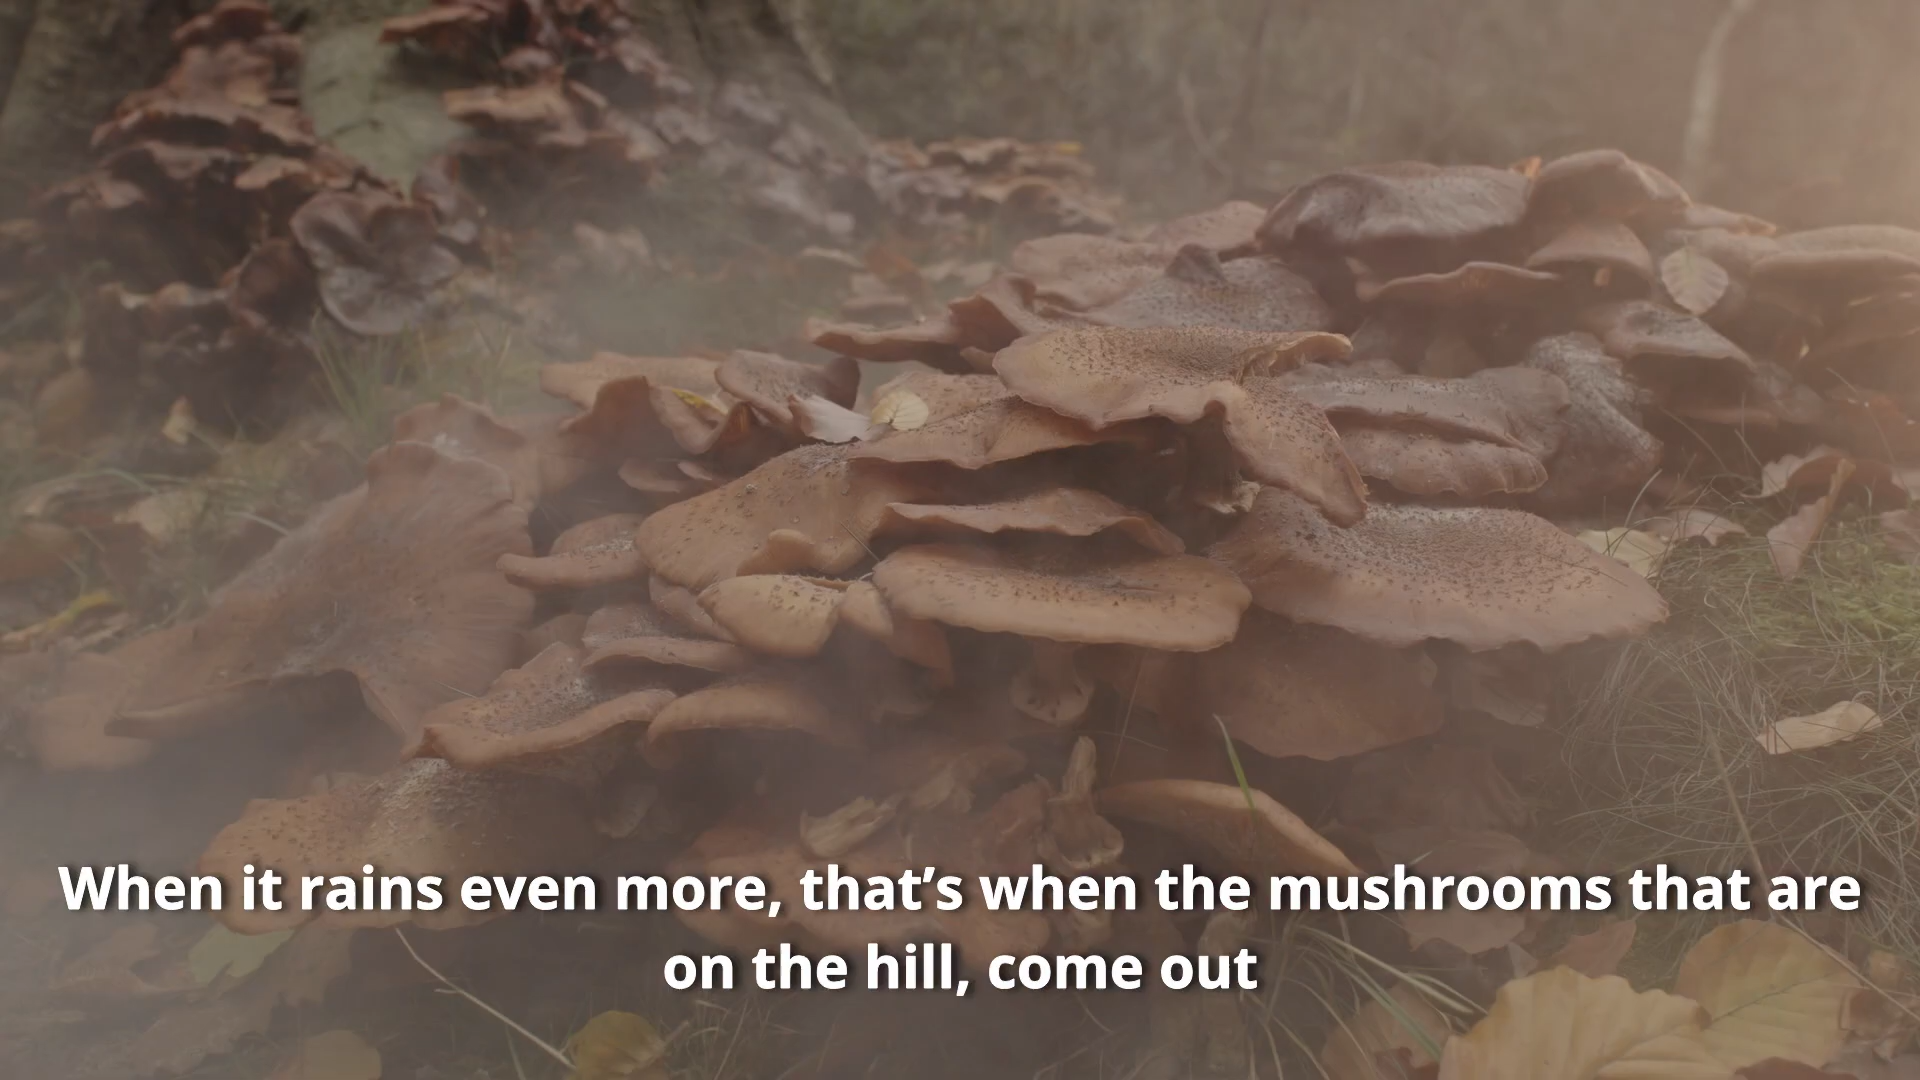 When it rains even more, that’s when the mushrooms that are
on the hill, come out